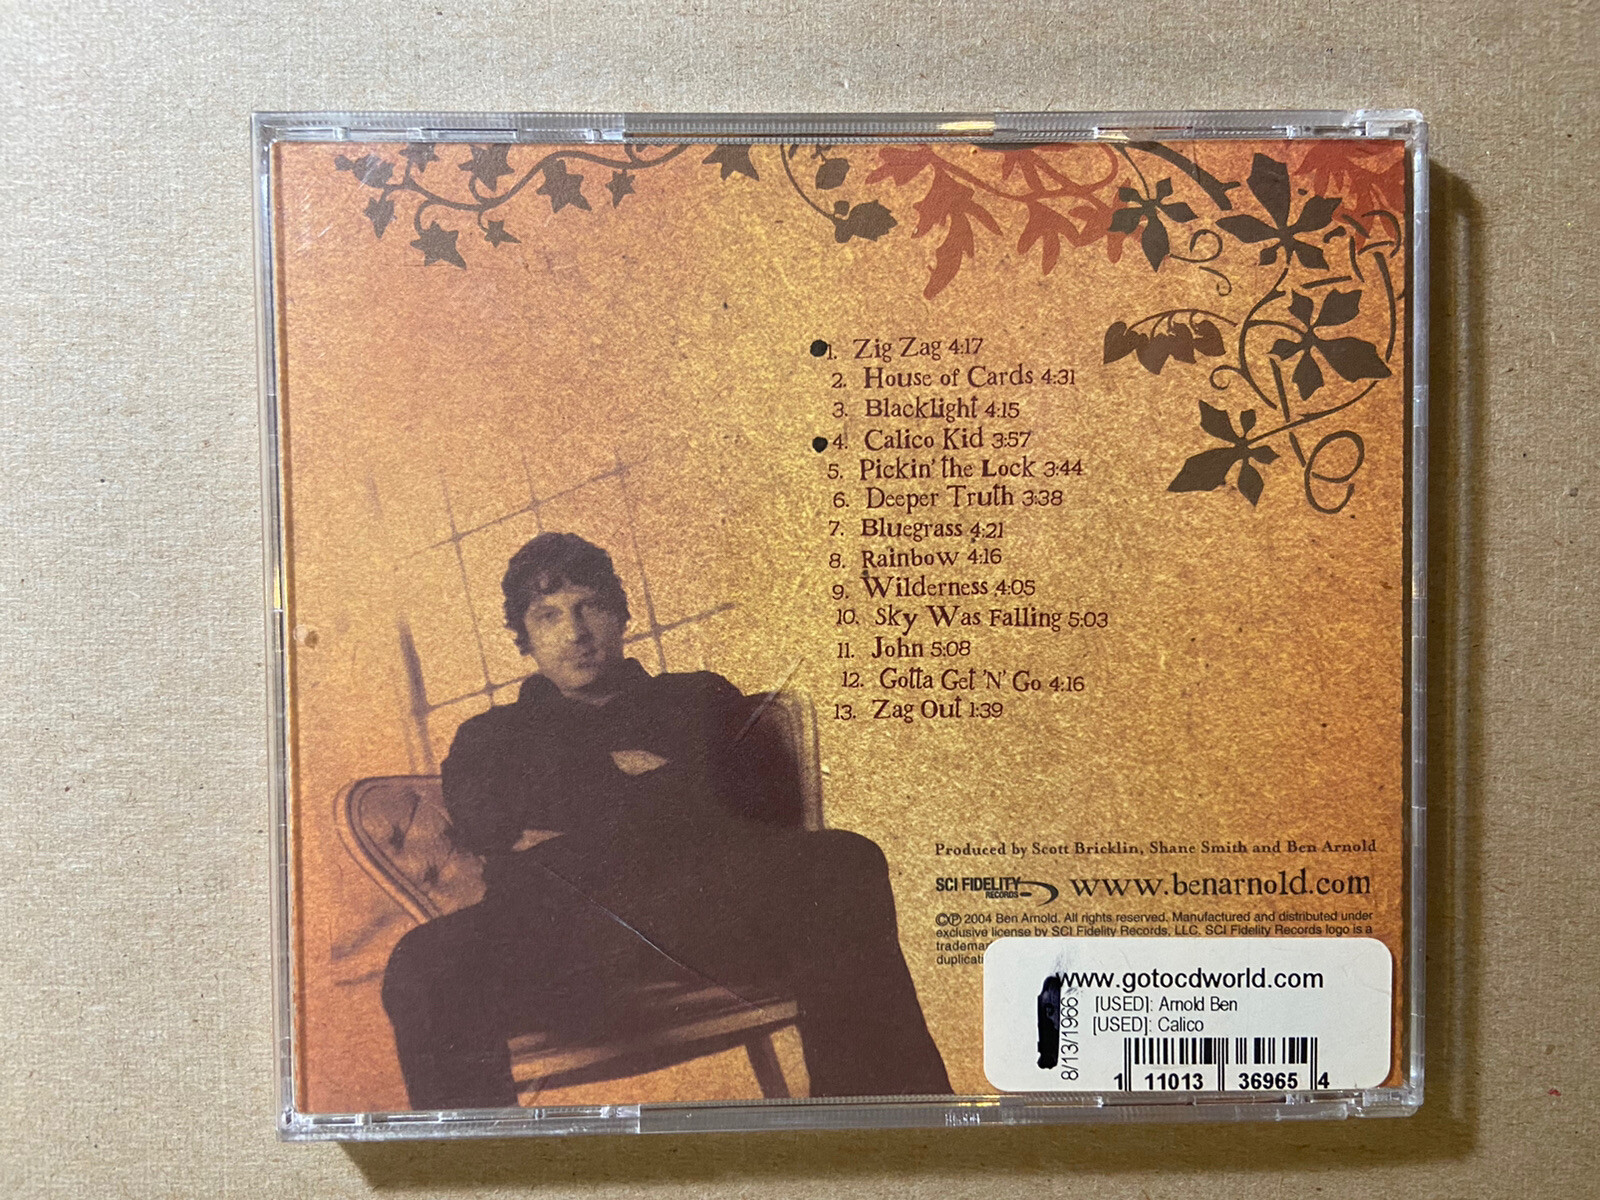 1. Zig Zag 4:17
2. House of Cards 4:31
3. Blacklight 4:15
4. Calico Kid 3:57
5. Pickin' the Lock 3:44
6. Deeper Truth 3:38
7. Bluegrass 4:21
8. Rainbow 4:16
9. Wilderness 4:05
10. Sky Was Falling 5:03
11. John 5:08
12. Gotta Get 'N' Go 4:16
13. Zag Out 1:39
Produced by Scott Bricklin, Shane Smith and Ben Arnold
SCI FIDELITY RECORDS www.benarnold.com
©℗ 2004 Ben Arnold. All rights reserved. Manufactured and distributed under
exclusive license by SCI Fidelity Records, LLC. SCI Fidelity Records logo is a
www.gotocdworld.com
[USED]: Arnold Ben
[USED]: Calico
8/13/1966
1 11013 36965 4